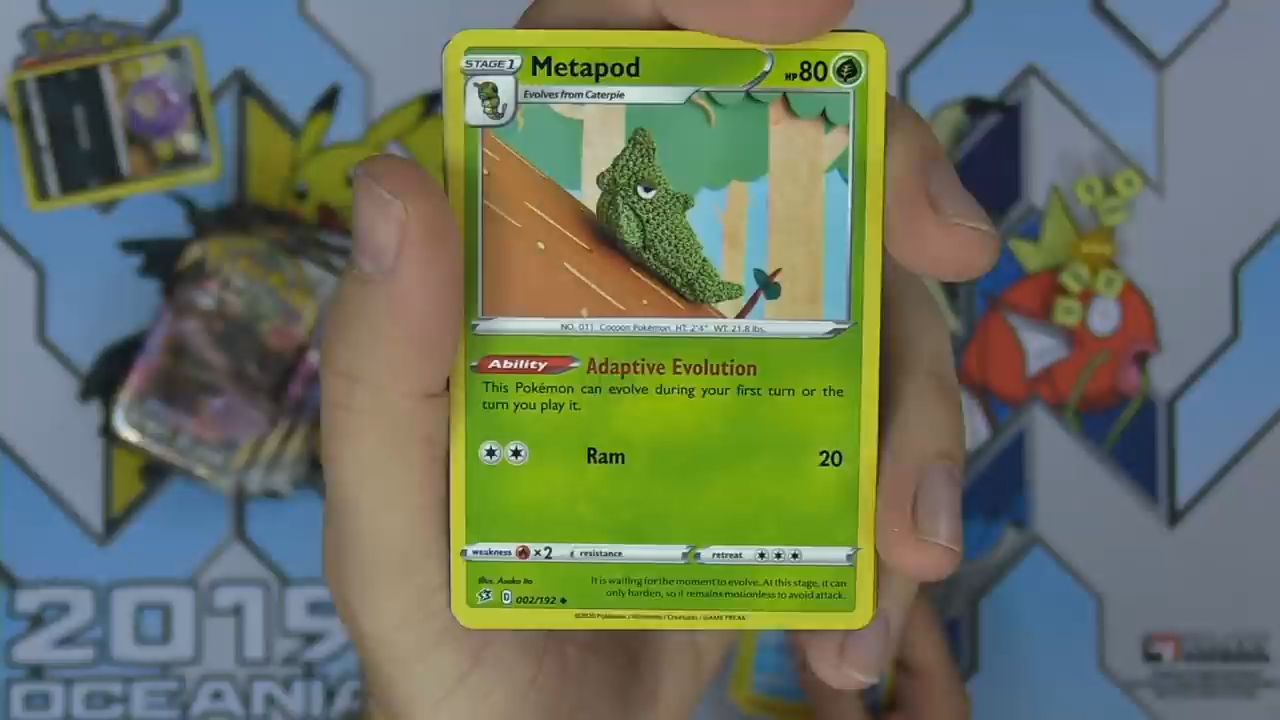 STAGE 1
Metapod
HP 80
Evolves from Caterpie
NO. 011 Cocoon Pokémon HT: 2'4" WT: 21.8 lbs.
Ability Adaptive Evolution
This Pokémon can evolve during your first turn or the
turn you play it.
Ram 20
weakness ×2 resistance retreat
Illus. Asako Ito
It is waiting for the moment to evolve. At this stage, it can
only harden, so it remains motionless to avoid attack.
D 002/192
©2020 Pokémon / Nintendo / Creatures / GAME FREAK
2019
OCEANIA